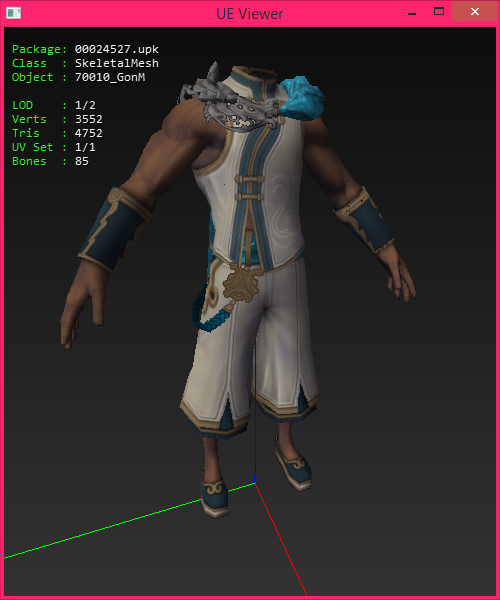 UE Viewer
Package: 00024527.upk
Class : SkeletalMesh
Object : 70010_GonM
LOD : 1/2
Verts : 3552
Tris : 4752
UV Set : 1/1
Bones : 85